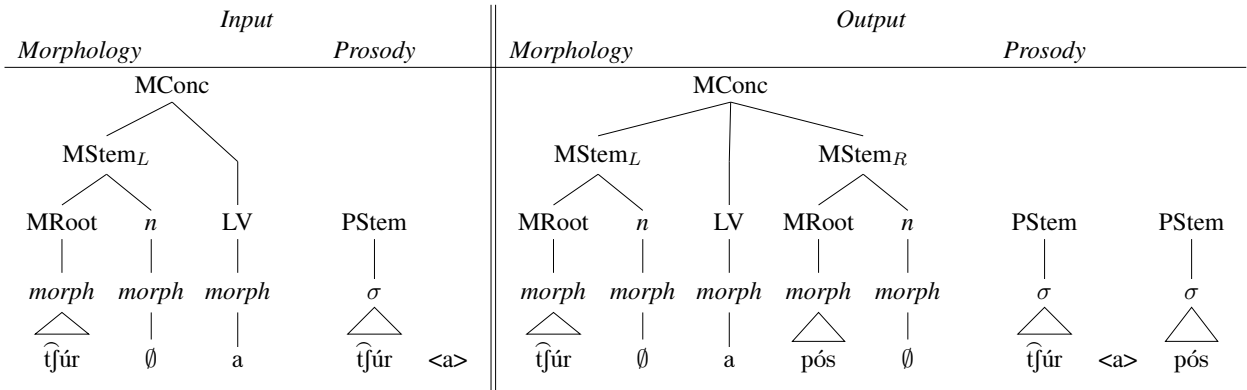 Input Output
Morphology Prosody Morphology Prosody
MConc MConc
MStem_L MStem_L MStem_R
MRoot n LV PStem MRoot n LV MRoot n PStem PStem
morph morph morph σ morph morph morph morph morph σ σ
t͡ʃúr ∅ a t͡ʃúr <a> t͡ʃúr ∅ a pós ∅ t͡ʃúr <a> pós